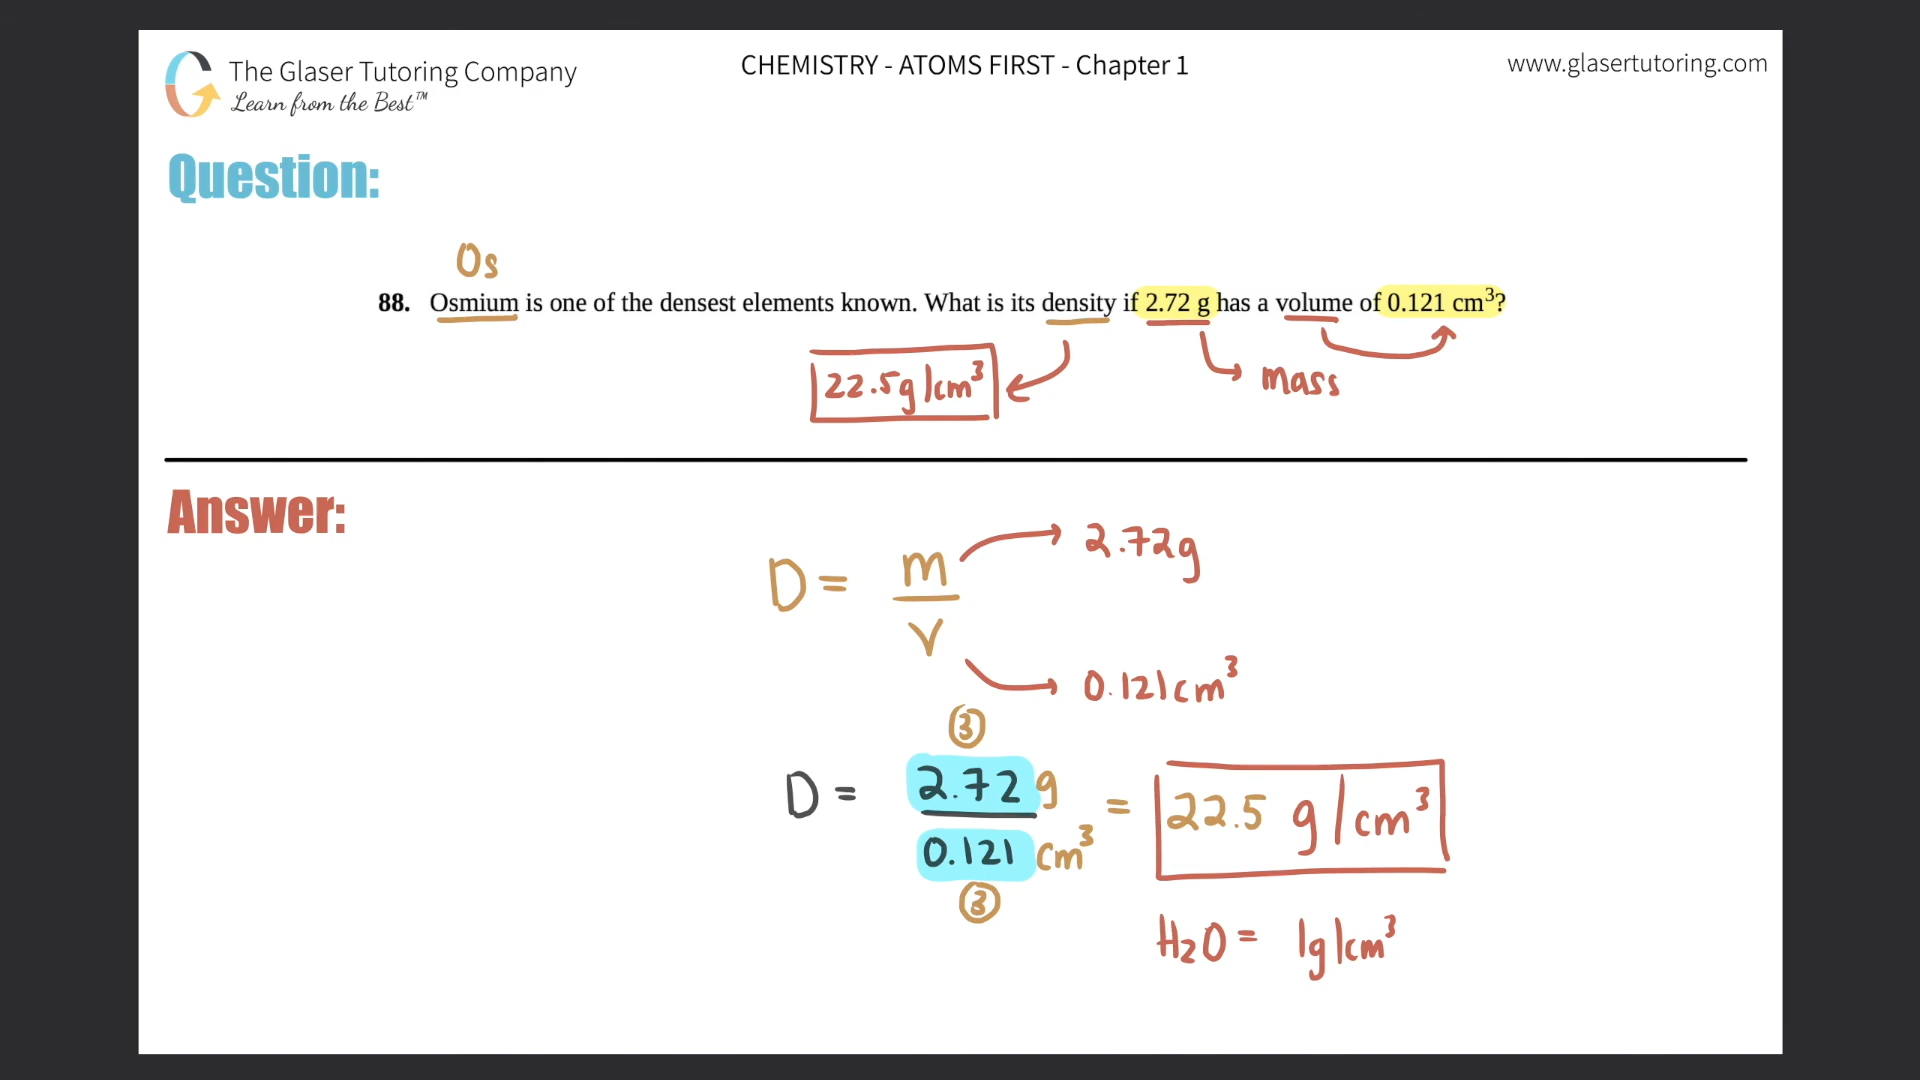 The Glaser Tutoring Company
Learn from the Best™
CHEMISTRY - ATOMS FIRST - Chapter 1
www.glasertutoring.com
Question:
Os
88. Osmium is one of the densest elements known. What is its density if 2.72 g has a volume of 0.121 cm³?
22.5g/cm³
mass
Answer:
D = m/V
2.72g
0.121cm³
③
D = 2.72 g / 0.121 cm³ = 22.5 g/cm³
③
H₂O = 1g/cm³